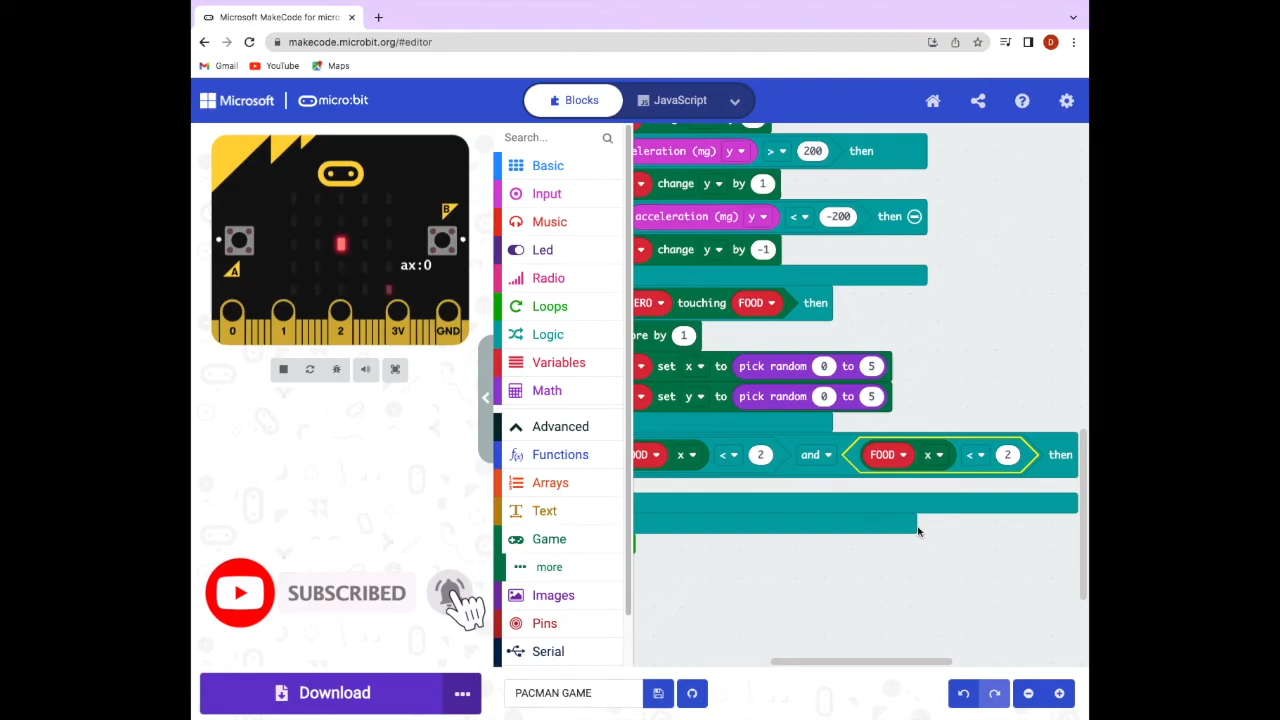 Microsoft MakeCode for micro:
makecode.microbit.org/#editor
D
Gmail
YouTube
Maps
Microsoft
micro:bit
Blocks
JavaScript
A
B
ax:0
0 1 2 3V GND
Search...
Basic
Input
Music
Led
Radio
Loops
Logic
Variables
Math
Advanced
Functions
Arrays
Text
Game
more
Images
Pins
Serial
eleration (mg) y > 200 then
change y by 1
acceleration (mg) y < -200 then
change y by -1
ERO touching FOOD then
ore by 1
set x to pick random 0 to 5
set y to pick random 0 to 5
OD x < 2 and FOOD x < 2 then
SUBSCRIBED
Download
PACMAN GAME